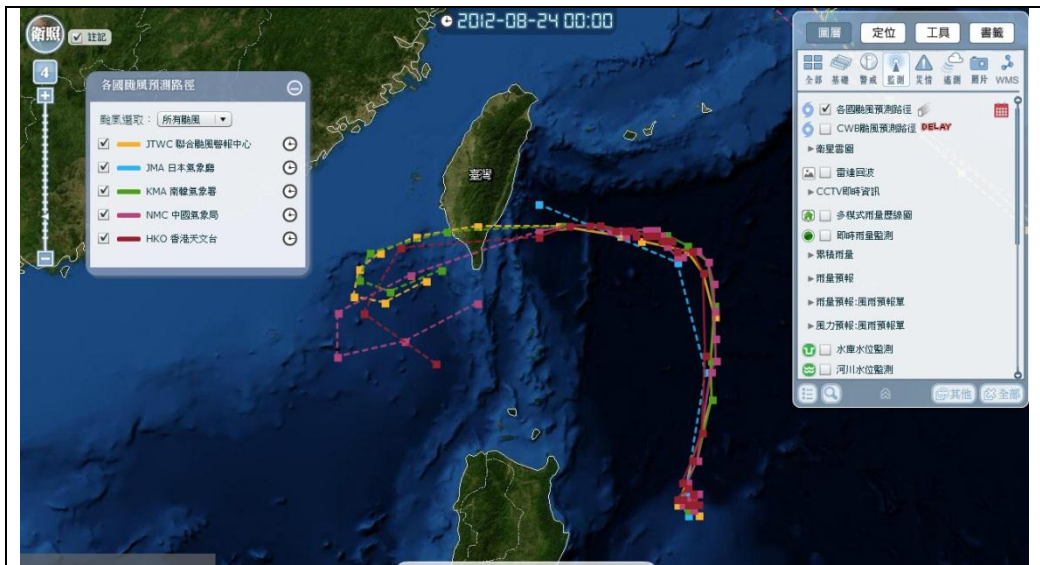 衛照
註記
4
2012-08-24 00:00
各國颱風預測路徑
颱風選取： 所有颱風
JTWC 聯合颱風警報中心
JMA 日本氣象廳
KMA 南韓氣象署
NMC 中國氣象局
HKO 香港天文台
臺灣
圖層 定位 工具 書籤
全部 基礎 警戒 監測 災情 遙測 圖片 WMS
各國颱風預測路徑
CWB颱風預測路徑 DELAY
衛星雲圖
雷達回波
CCTV即時資訊
多模式雨量歷線圖
即時雨量監測
累積雨量
雨量預報
雨量預報:風雨預報單
風力預報:風雨預報單
水庫水位監測
河川水位監測
其他 全部